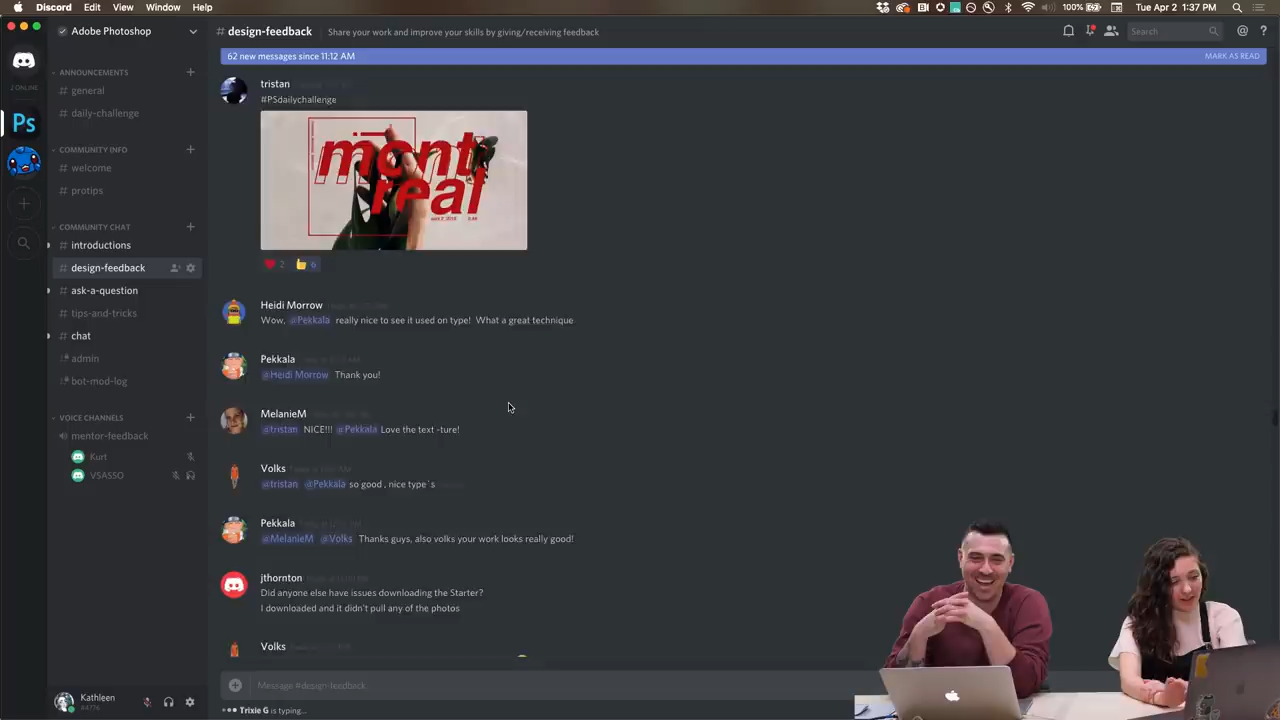 Discord Edit View Window Help
100% Tue Apr 2 1:37 PM
Adobe Photoshop
# design-feedback Share your work and improve your skills by giving/receiving feedback
Search
62 new messages since 11:12 AM
MARK AS READ
2 ONLINE
Ps
ANNOUNCEMENTS
# general
# daily-challenge
COMMUNITY INFO
# welcome
# protips
COMMUNITY CHAT
# introductions
# design-feedback
# ask-a-question
# tips-and-tricks
# chat
admin
bot-mod-log
VOICE CHANNELS
mentor-feedback
Kurt
VSASSO
Kathleen
#4776
tristan
#PSdailychallenge
mont
real
2 6
Heidi Morrow
Wow, @Pekkala really nice to see it used on type! What a great technique
Pekkala
@Heidi Morrow Thank you!
MelanieM
@tristan NICE!!! @Pekkala Love the text -ture!
Volks
@tristan @Pekkala so good , nice type`s
Pekkala
@MelanieM @Volks Thanks guys, also volks your work looks really good!
jthornton
Did anyone else have issues downloading the Starter?
I downloaded and it didn't pull any of the photos
Volks
Message #design-feedback
Trixie G is typing...